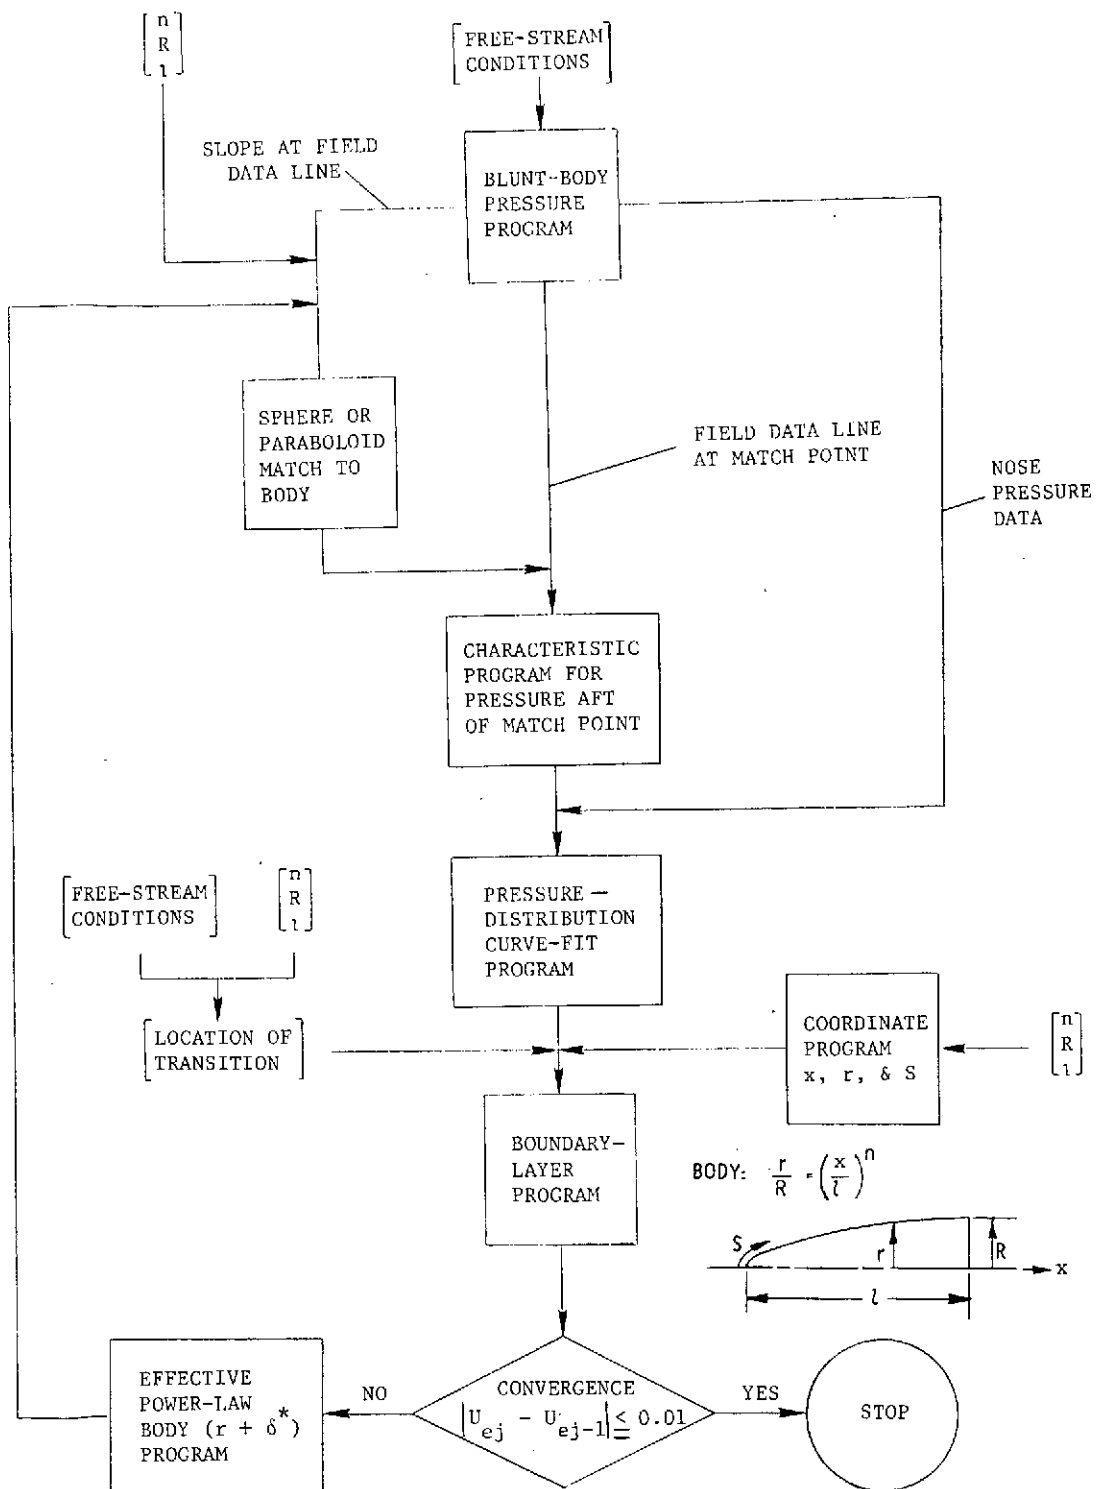 [n
R
l]
[FREE-STREAM
CONDITIONS]
SLOPE AT FIELD
DATA LINE
BLUNT-BODY
PRESSURE
PROGRAM
SPHERE OR
PARABOLOID
MATCH TO
BODY
FIELD DATA LINE
AT MATCH POINT
NOSE
PRESSURE
DATA
CHARACTERISTIC
PROGRAM FOR
PRESSURE AFT
OF MATCH POINT
[FREE-STREAM
CONDITIONS]
[n
R
l]
PRESSURE —
DISTRIBUTION
CURVE-FIT
PROGRAM
[LOCATION OF
TRANSITION]
COORDINATE
PROGRAM
x, r, & S
[n
R
l]
BOUNDARY-
LAYER
PROGRAM
BODY: r/R = (x/l)^n
S
r
R
x
l
EFFECTIVE
POWER-LAW
BODY (r + δ*)
PROGRAM
NO
CONVERGENCE
|U_ej - U_ej-1| ≤ 0.01
YES
STOP